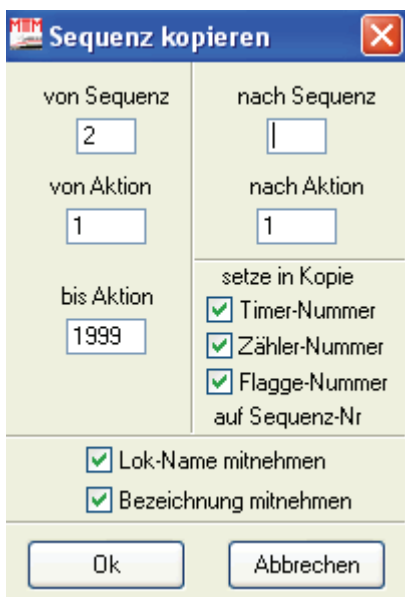 Sequenz kopieren
von Sequenz
2
von Aktion
1
bis Aktion
1999
nach Sequenz
nach Aktion
1
setze in Kopie
Timer-Nummer
Zähler-Nummer
Flagge-Nummer
auf Sequenz-Nr
Lok-Name mitnehmen
Bezeichnung mitnehmen
Ok
Abbrechen